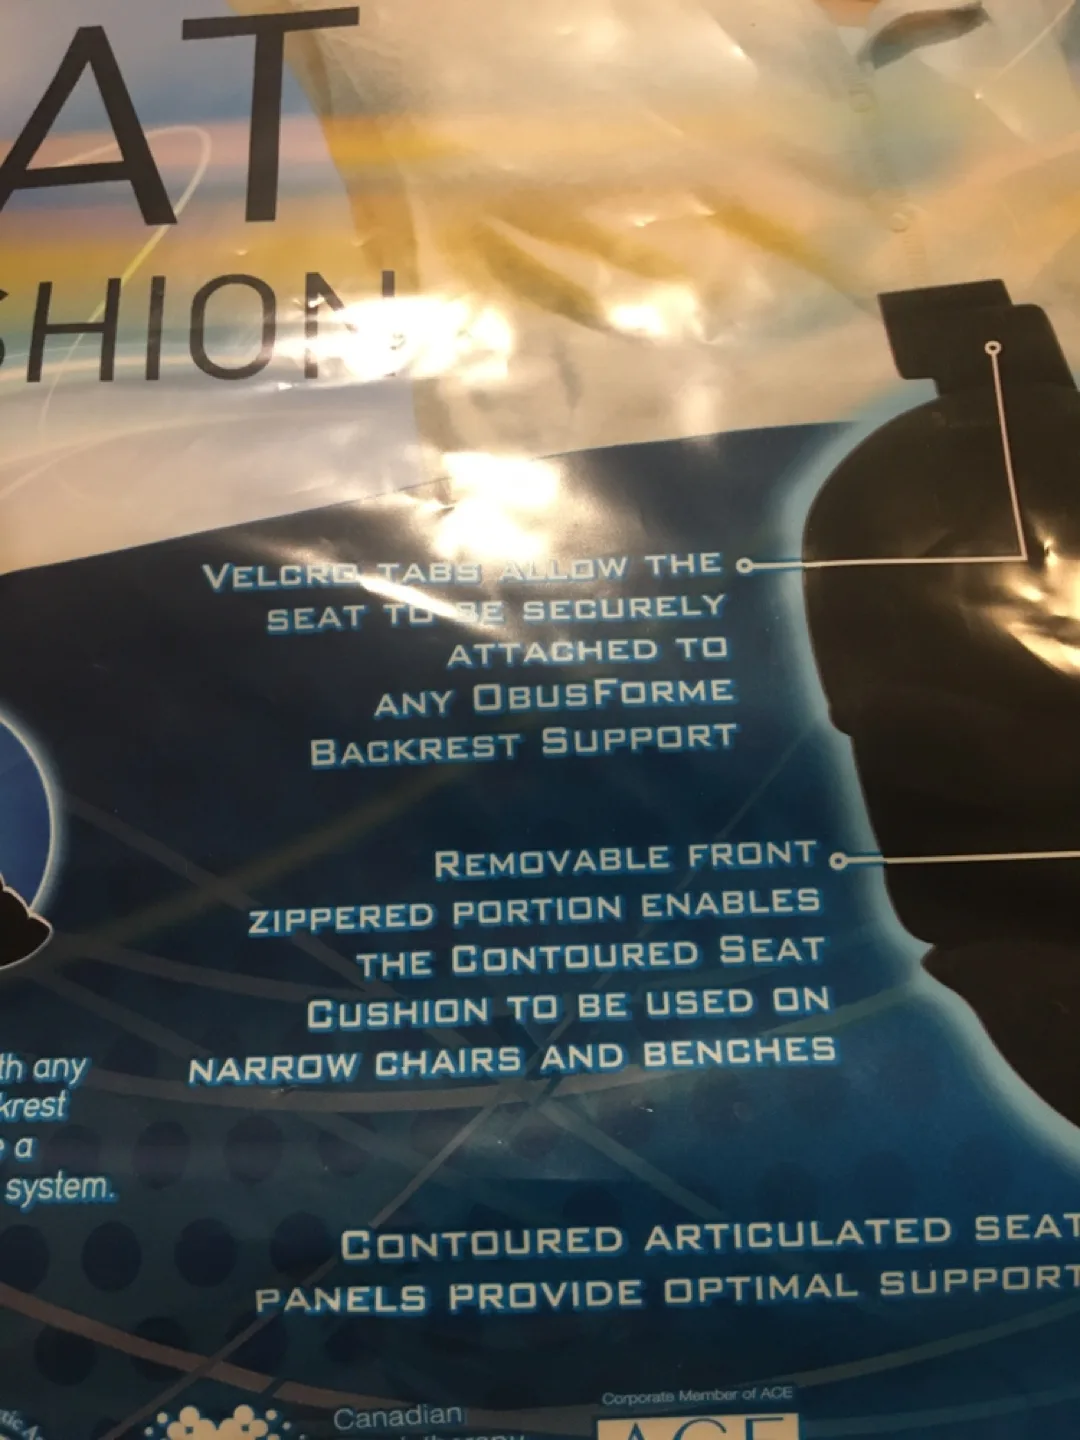 AT
SHION
VELCRO TABS ALLOW THE
SEAT TO BE SECURELY
ATTACHED TO
ANY OBUSFORME
BACKREST SUPPORT
REMOVABLE FRONT
ZIPPERED PORTION ENABLES
THE CONTOURED SEAT
CUSHION TO BE USED ON
NARROW CHAIRS AND BENCHES
th any
krest
a
system.
CONTOURED ARTICULATED SEAT
PANELS PROVIDE OPTIMAL SUPPORT
Corporate Member of ACE
Canadian
ACE